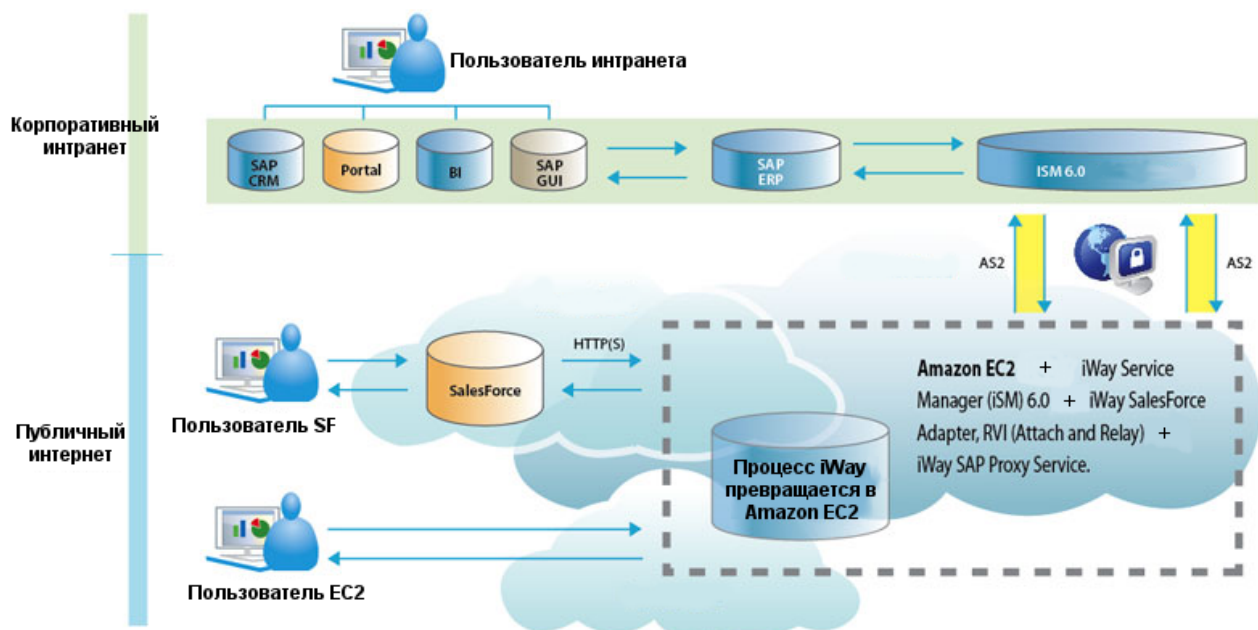 Пользователь интранета
Корпоративный
интранет
SAP
CRM
Portal
BI
SAP
GUI
SAP
ERP
ISM 6.0
AS2
AS2
HTTP(S)
SalesForce
Пользователь SF
Публичный
интернет
Amazon EC2 + iWay Service
Manager (iSM) 6.0 + iWay SalesForce
Adapter, RVI (Attach and Relay) +
iWay SAP Proxy Service.
Процесс iWay
превращается в
Amazon EC2
Пользователь EC2